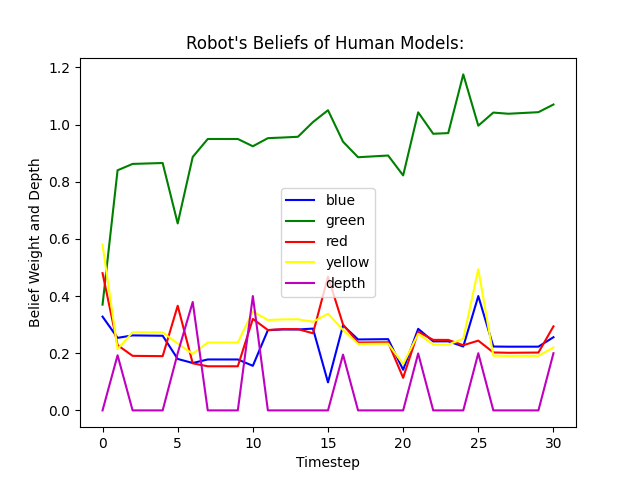 Robot's Beliefs of Human Models:
Belief Weight and Depth
1.2
1.0
0.8
0.6
0.4
0.2
0.0
blue
green
red
yellow
depth
0 5 10 15 20 25 30
Timestep